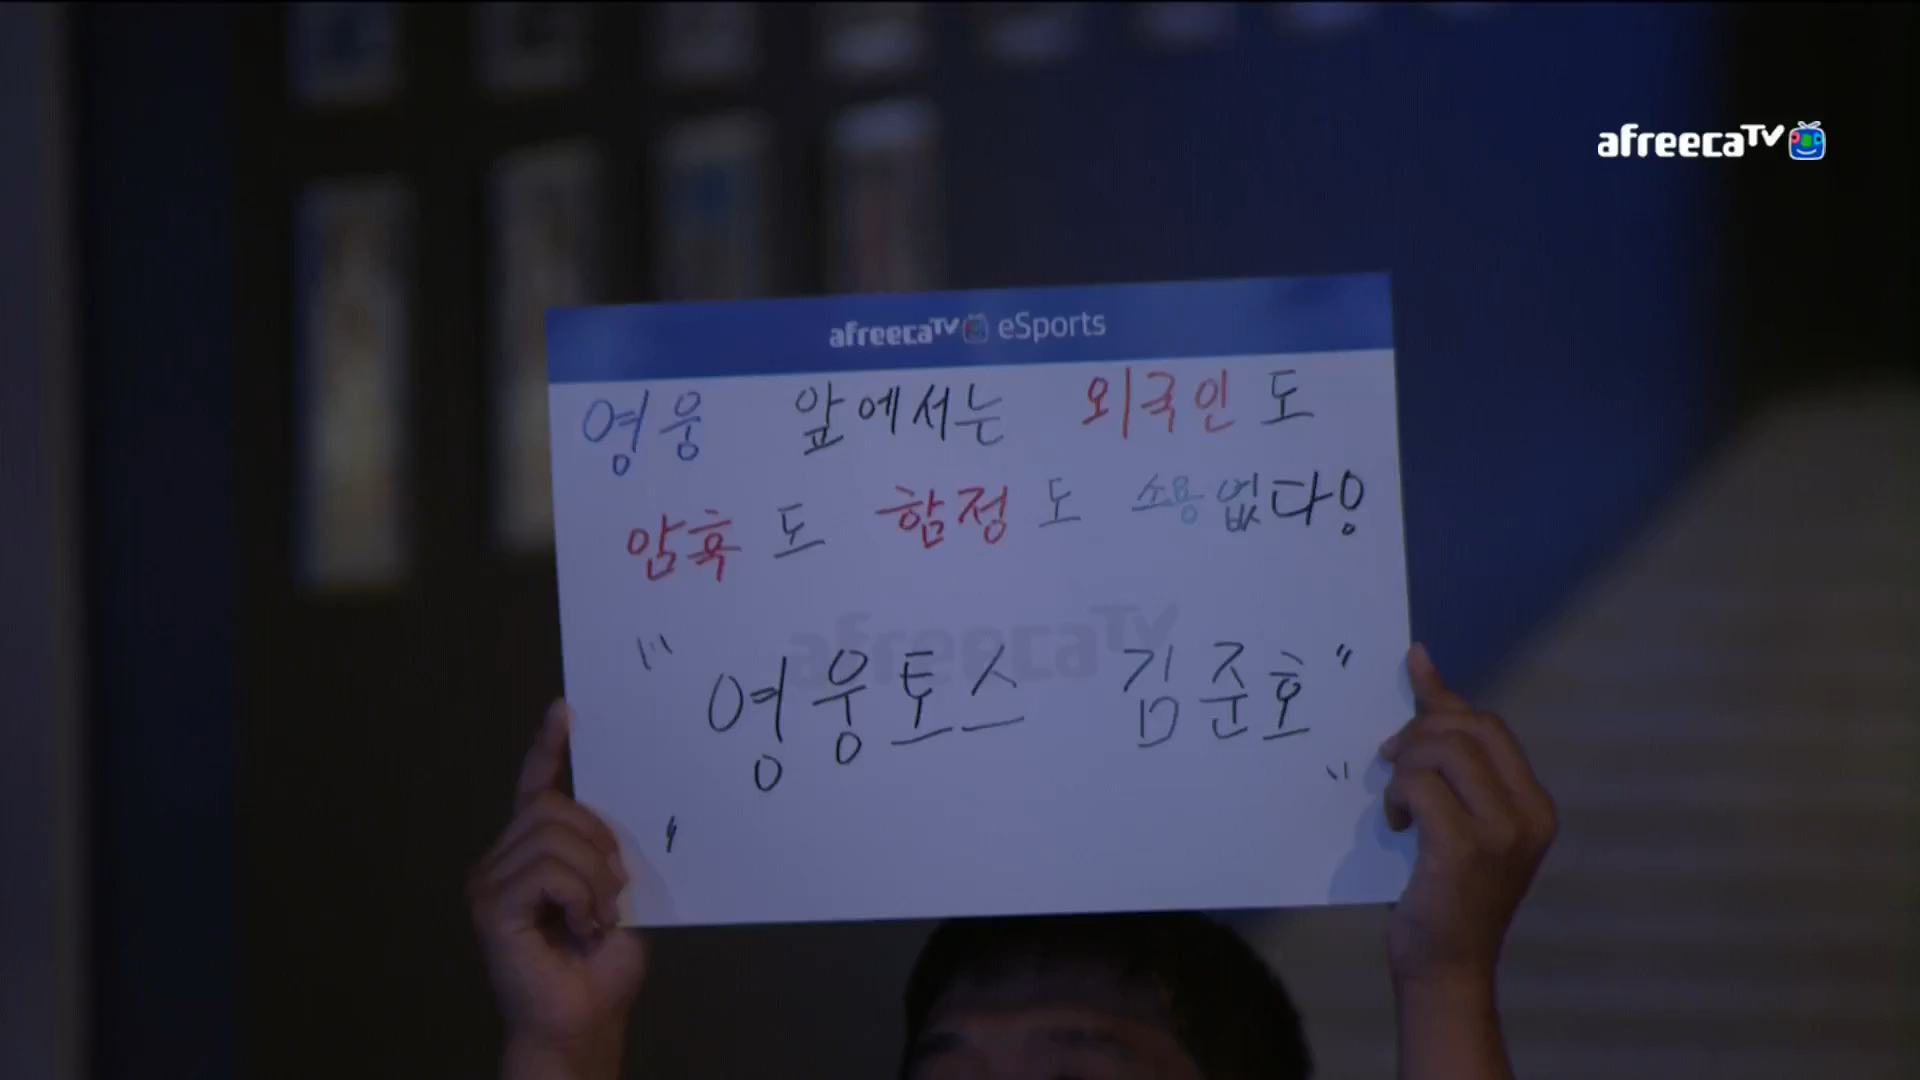 afreecaTV
afreecaTV eSports
영웅 앞에서는 외국인도
암흑도 함정도 소용없다!
afreecaTV
"영웅토스 김준호"